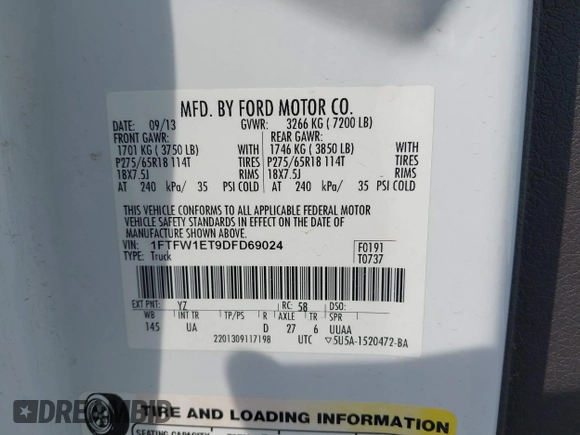 MFD. BY FORD MOTOR CO.
DATE: 09/13 GVWR: 3266 KG ( 7200 LB)
FRONT GAWR: REAR GAWR:
1701 KG ( 3750 LB) WITH 1746 KG ( 3850 LB) WITH
P275/65R18 114T TIRES P275/65R18 114T TIRES
18X7.5J RIMS 18X7.5J RIMS
AT 240 kPa/ 35 PSI COLD AT 240 kPa/ 35 PSI COLD
THIS VEHICLE CONFORMS TO ALL APPLICABLE FEDERAL MOTOR
VEHICLE SAFETY STANDARDS IN EFFECT ON THE DATE OF
MANUFACTURE SHOWN ABOVE.
VIN: 1FTFW1ET9DFD69024 F0191
TYPE: Truck T0737
EXT PNT: YZ RC: 58 DSO:
WB INT TR TP/PS R AXLE TR SPR
145 UA D 27 6 UUAA
2201309117198 UTC ▽5U5A-1520472-BA
TIRE AND LOADING INFORMATION
SEATING CAPACITY
DREAMBID